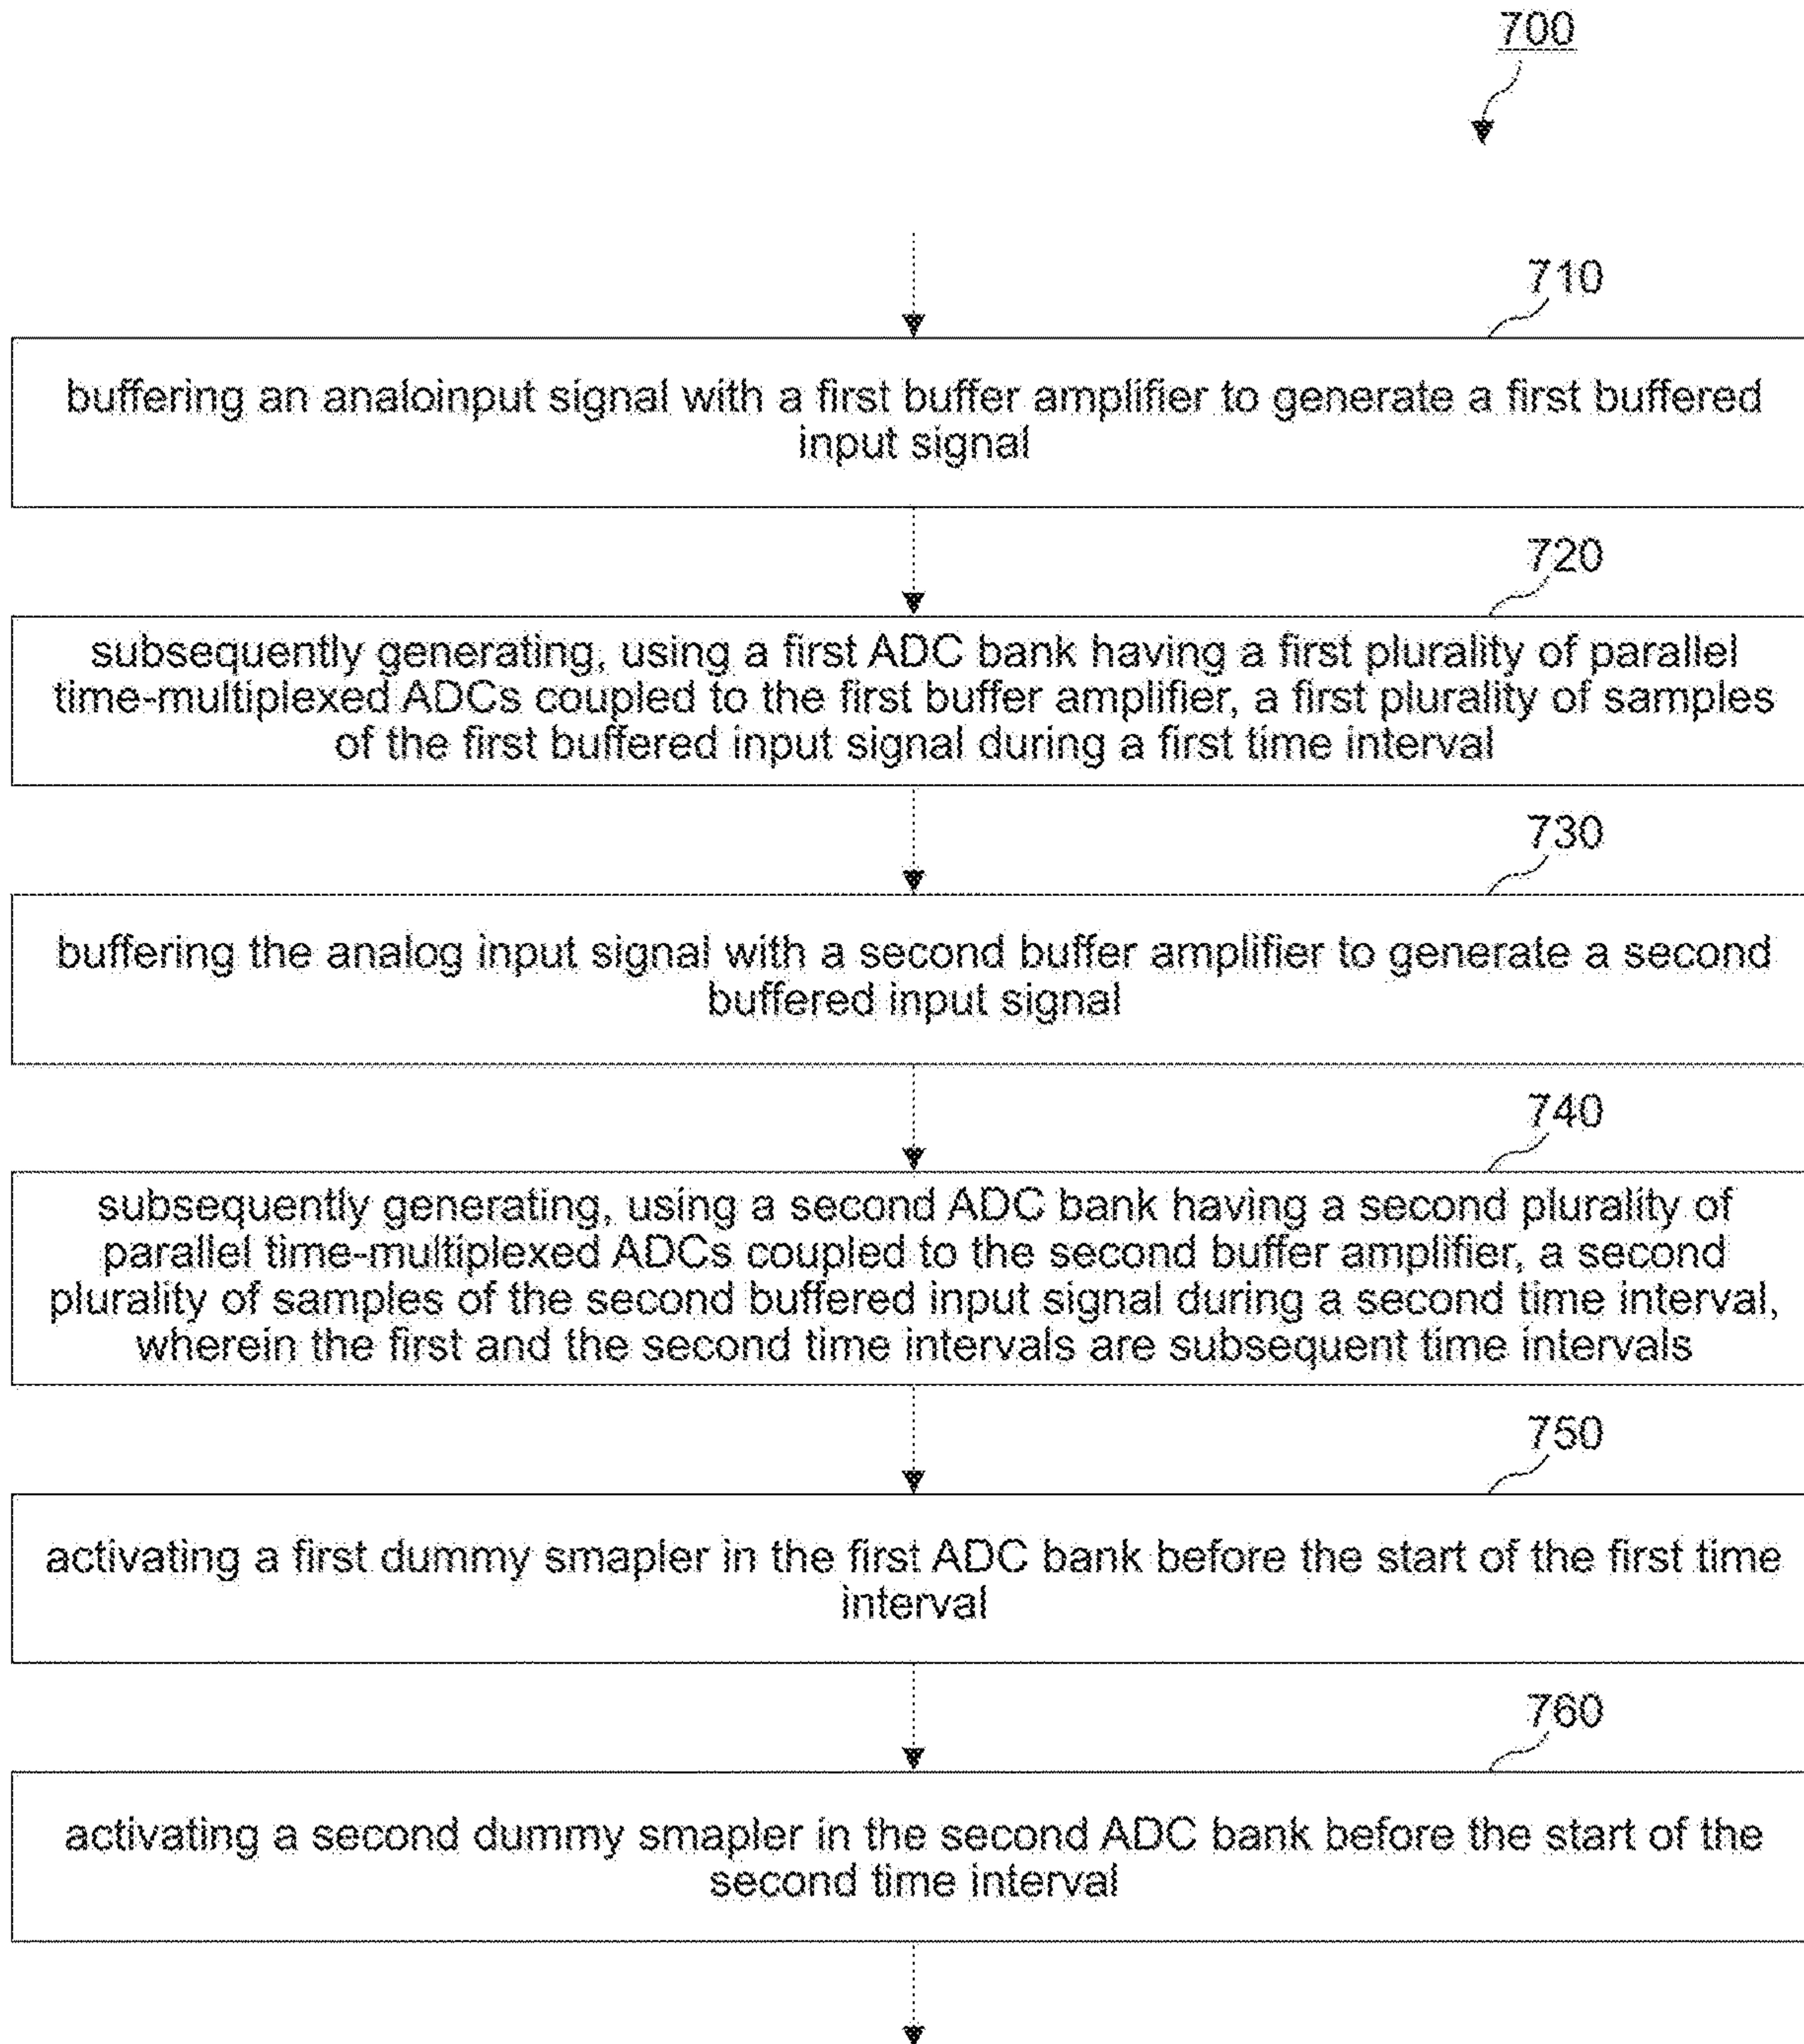 700
710
buffering an analoinput signal with a first buffer amplifier to generate a first buffered
input signal
720
subsequently generating, using a first ADC bank having a first plurality of parallel
time-multiplexed ADCs coupled to the first buffer amplifier, a first plurality of samples
of the first buffered input signal during a first time interval
730
buffering the analog input signal with a second buffer amplifier to generate a second
buffered input signal
740
subsequently generating, using a second ADC bank having a second plurality of
parallel time-multiplexed ADCs coupled to the second buffer amplifier, a second
plurality of samples of the second buffered input signal during a second time interval,
wherein the first and the second time intervals are subsequent time intervals
750
activating a first dummy smapler in the first ADC bank before the start of the first time
interval
760
activating a second dummy smapler in the second ADC bank before the start of the
second time interval